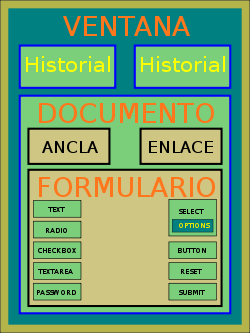 VENTANA
Historial Historial
DOCUMENTO
ANCLA ENLACE
FORMULARIO
TEXT SELECT
OPTIONS
RADIO
CHECKBOX BUTTON
TEXTAREA RESET
PASSWORD SUBMIT